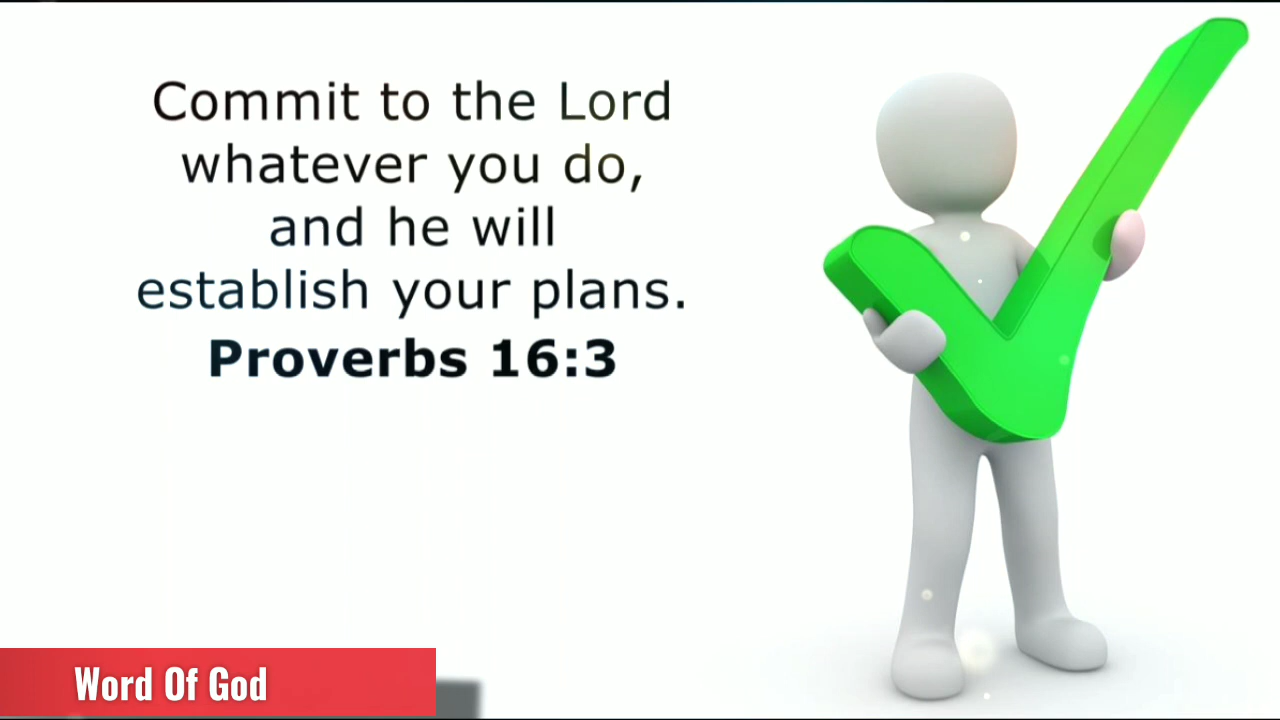 Commit to the Lord
whatever you do,
and he will
establish your plans.
Proverbs 16:3
Word Of God